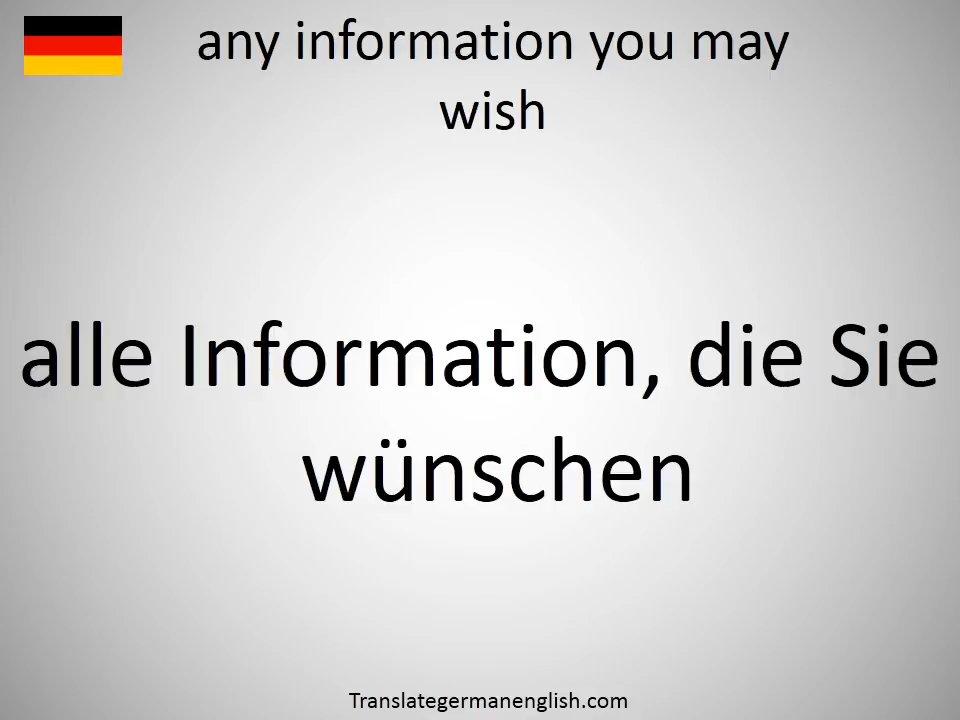 any information you may
wish
alle Information, die Sie
wünschen
Translategermanenglish.com